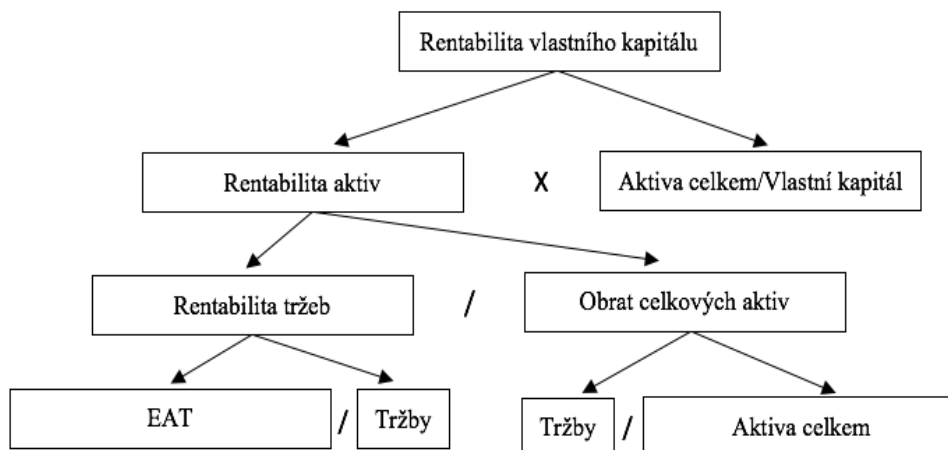 Rentabilita vlastního kapitálu
Rentabilita aktiv
X
Aktiva celkem/Vlastní kapitál
Rentabilita tržeb
/
Obrat celkových aktiv
EAT
/
Tržby
Tržby
/
Aktiva celkem